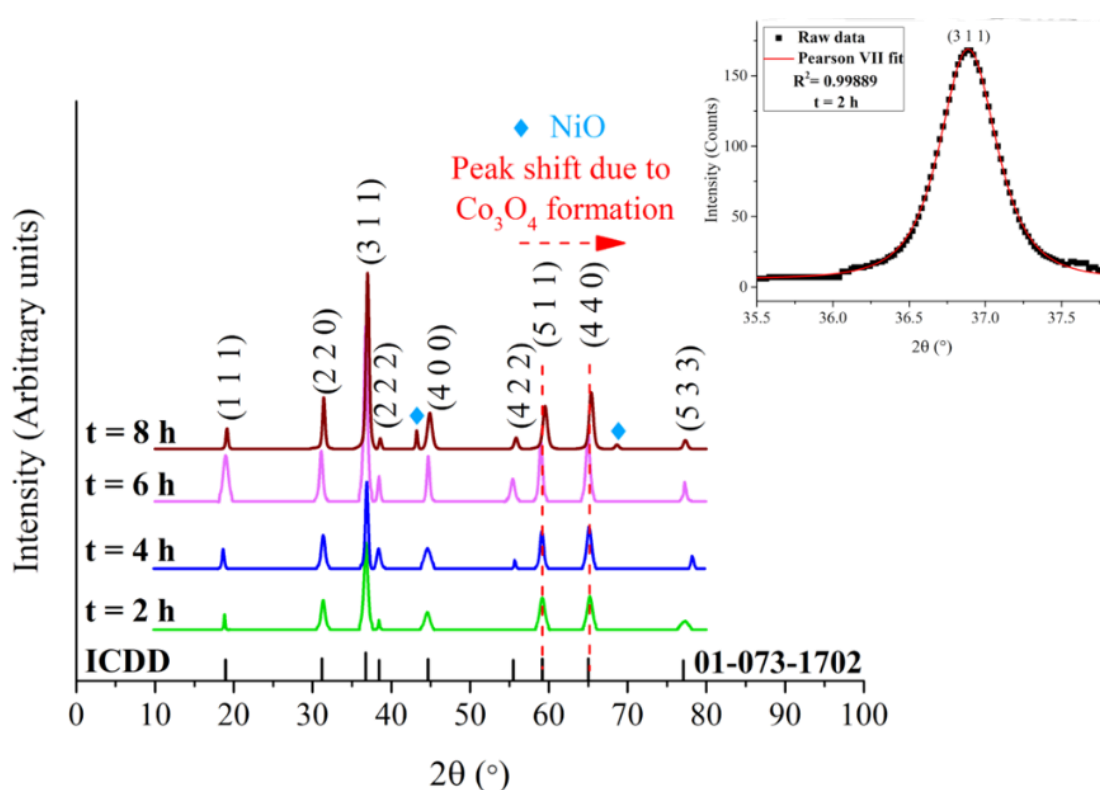 Raw data
Pearson VII fit
R²= 0.99889
t = 2 h
(3 1 1)
150
100
50
0
Intensity (Counts)
35.5 36.0 36.5 37.0 37.5
2θ (°)
NiO
Peak shift due to
Co₃O₄ formation
(1 1 1)
(2 2 0)
(3 1 1)
(2 2 2)
(4 0 0)
(4 2 2)
(5 1 1)
(4 4 0)
(5 3 3)
t = 8 h
t = 6 h
t = 4 h
t = 2 h
ICDD 01-073-1702
Intensity (Arbitrary units)
0 10 20 30 40 50 60 70 80 90 100
2θ (°)